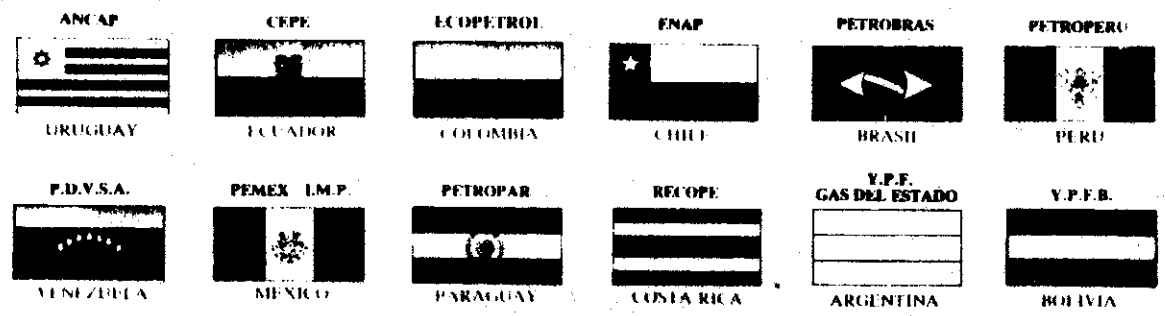 ANCAP
CEPE
ECOPETROL
ENAP
PETROBRAS
PETROPERU
URUGUAY
ECUADOR
COLOMBIA
CHILE
BRASIL
PERU
P.D.V.S.A.
PEMEX I.M.P.
PETROPAR
RECOPE
Y.P.F.
GAS DEL ESTADO
Y.P.F.B.
VENEZUELA
MEXICO
PARAGUAY
COSTA RICA
ARGENTINA
BOLIVIA